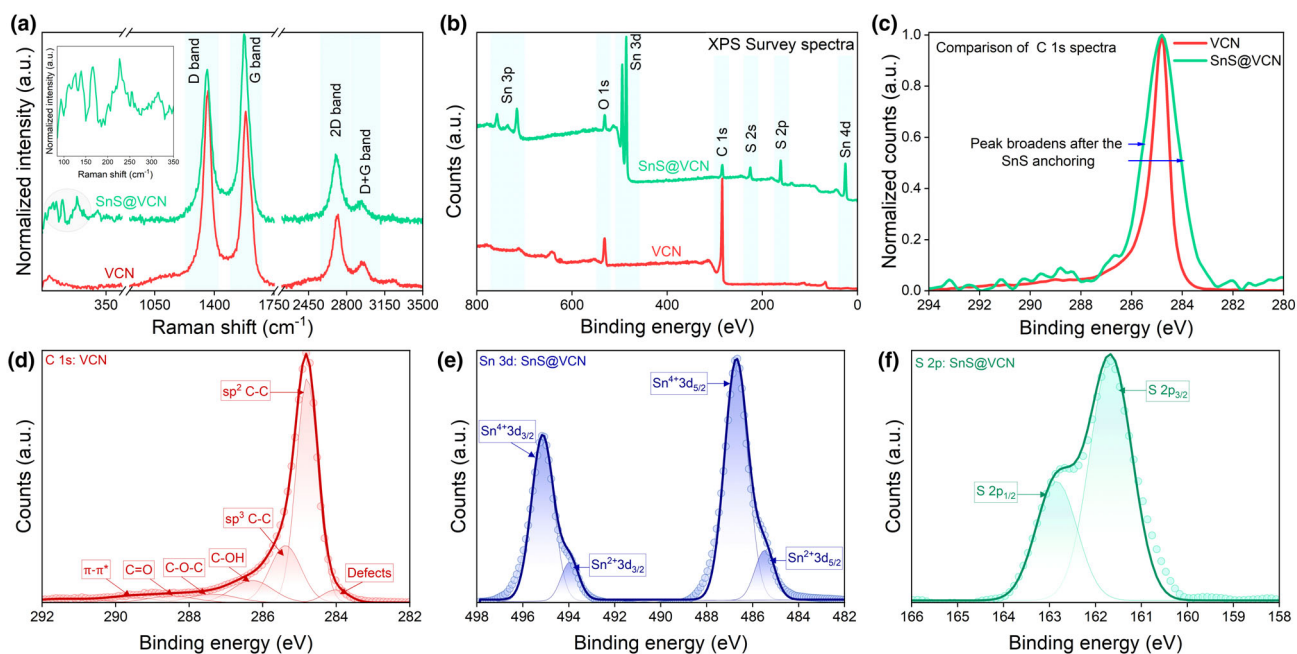 (a)
Normalized intensity (a.u.)
Normalized intensity (a.u.)
100 150 200 250 300 350
Raman shift (cm⁻¹)
D band
G band
2D band
D+G band
SnS@VCN
VCN
350 1050 1400 1775 2450 2800 3150 3500
Raman shift (cm⁻¹)
(b)
XPS Survey spectra
Counts (a.u.)
Sn 3p
O 1s
Sn 3d
C 1s
S 2s
S 2p
Sn 4d
SnS@VCN
VCN
800 600 400 200 0
Binding energy (eV)
(c)
Comparison of C 1s spectra
VCN
SnS@VCN
Peak broadens after the
SnS anchoring
Normalized counts (a.u.)
1.0
0.8
0.6
0.4
0.2
0.0
294 292 290 288 286 284 282 280
Binding energy (eV)
(d)
C 1s: VCN
Counts (a.u.)
sp² C-C
sp³ C-C
C-OH
C-O-C
C=O
π-π*
Defects
292 290 288 286 284 282
Binding energy (eV)
(e)
Sn 3d: SnS@VCN
Counts (a.u.)
Sn⁴⁺3d₅/₂
Sn⁴⁺3d₃/₂
Sn²⁺3d₃/₂
Sn²⁺3d₅/₂
498 496 494 492 490 488 486 484 482
Binding energy (eV)
(f)
S 2p: SnS@VCN
Counts (a.u.)
S 2p₃/₂
S 2p₁/₂
166 165 164 163 162 161 160 159 158
Binding energy (eV)